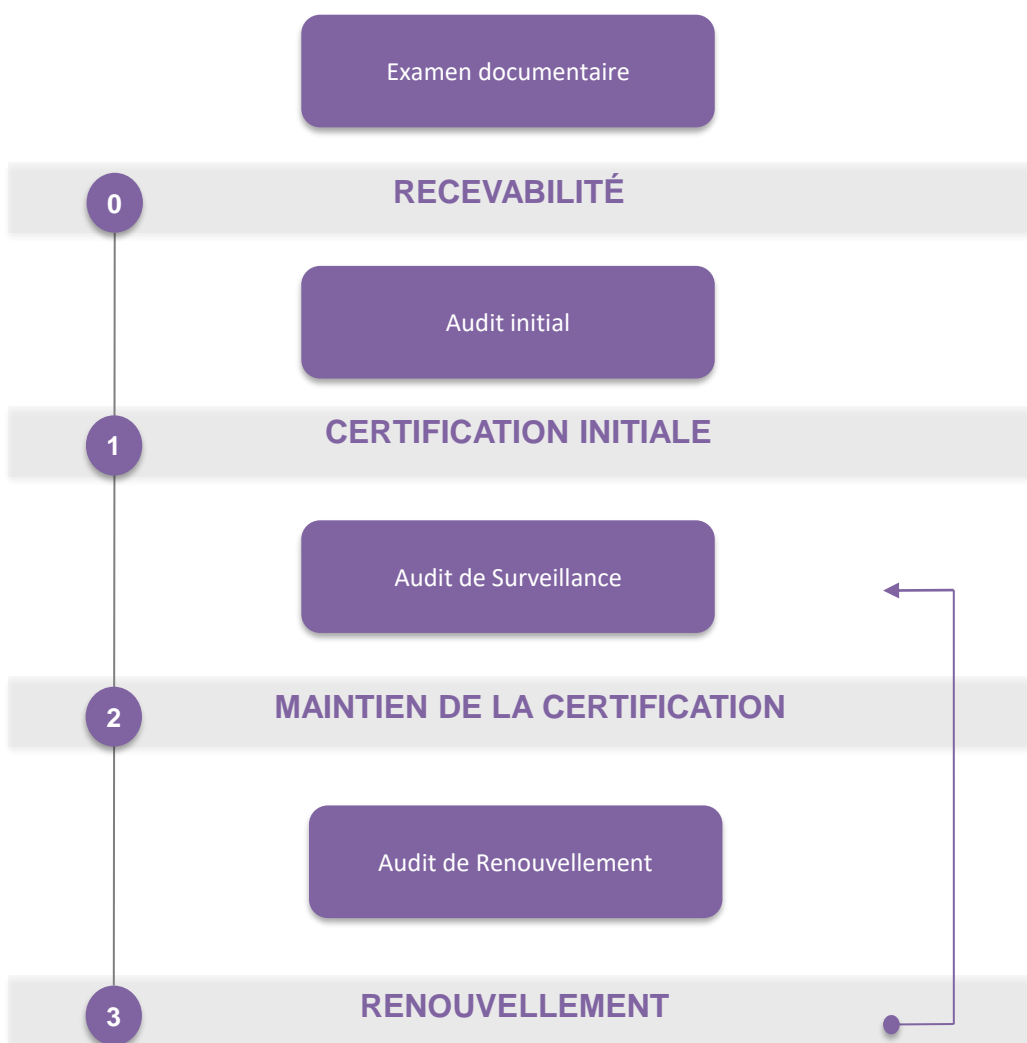 Examen documentaire
0
RECEVABILITÉ
Audit initial
1
CERTIFICATION INITIALE
Audit de Surveillance
2
MAINTIEN DE LA CERTIFICATION
Audit de Renouvellement
3
RENOUVELLEMENT